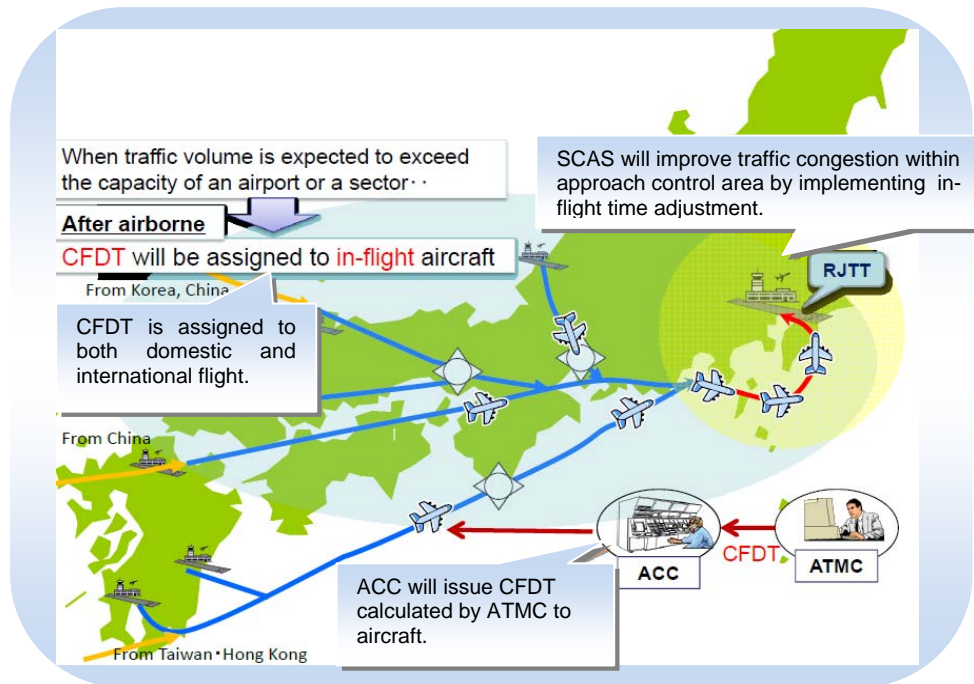 When traffic volume is expected to exceed
the capacity of an airport or a sector··
After airborne
CFDT will be assigned to in-flight aircraft
SCAS will improve traffic congestion within
approach control area by implementing in-
flight time adjustment.
RJTT
From Korea, China
CFDT is assigned to
both domestic and
international flight.
From China
CFDT
ACC
ATMC
ACC will issue CFDT
calculated by ATMC to
aircraft.
From Taiwan・Hong Kong